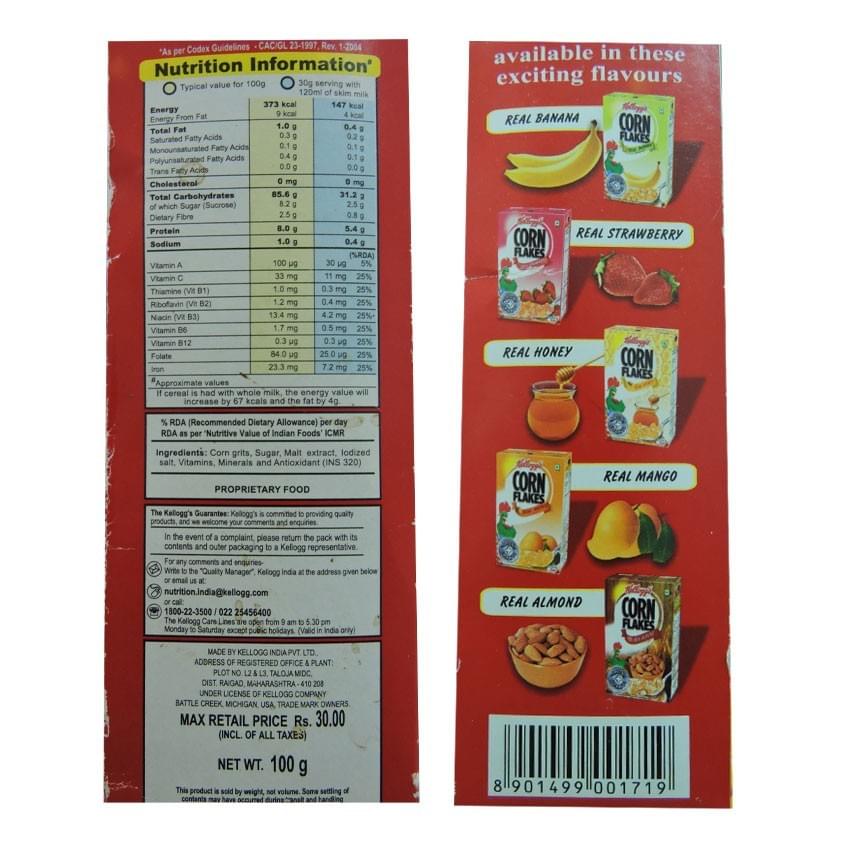 *As per Codex Guidelines - CAC/GL 23-1997, Rev. 1-2004
Nutrition Information#
Typical value for 100g 30g serving with
120ml of skim milk
Energy 373 kcal 147 kcal
Energy From Fat 9 kcal 4 kcal
Total Fat 1.0 g 0.4 g
Saturated Fatty Acids 0.3 g 0.2 g
Monounsaturated Fatty Acids 0.1 g 0.1 g
Polyunsaturated Fatty Acids 0.4 g 0.1 g
Trans Fatty Acids 0.0 g 0.0 g
Cholesterol 0 mg 0 mg
Total Carbohydrates 85.6 g 31.2 g
of which Sugar (Sucrose) 8.2 g 2.5 g
Dietary Fibre 2.5 g 0.8 g
Protein 8.0 g 5.4 g
Sodium 1.0 g 0.4 g
(%RDA)
Vitamin A 100 µg 30 µg 5%
Vitamin C 33 mg 11 mg 25%
Thiamine (Vit B1) 1.0 mg 0.3 mg 25%
Riboflavin (Vit B2) 1.2 mg 0.4 mg 25%
Niacin (Vit B3) 13.4 mg 4.2 mg 25%
Vitamin B6 1.7 mg 0.5 mg 25%
Vitamin B12 0.3 µg 0.3 µg 25%
Folate 84.0 µg 25.0 µg 25%
Iron 23.3 mg 7.2 mg 25%
#Approximate values
If cereal is had with whole milk, the energy value will
increase by 67 kcals and the fat by 4g.
% RDA (Recommended Dietary Allowance) per day
RDA as per 'Nutritive Value of Indian Foods' ICMR
Ingredients: Corn grits, Sugar, Malt extract, Iodized
salt, Vitamins, Minerals and Antioxidant (INS 320)
PROPRIETARY FOOD
The Kellogg's Guarantee: Kellogg's is committed to providing quality
products, and we welcome your comments and enquiries.
In the event of a complaint, please return the pack with its
contents and outer packaging to a Kellogg representative.
For any comments and enquiries-
Write to the "Quality Manager", Kellogg India at the address given below
or email us at:
nutrition.india@kellogg.com
or call:
1800-22-3500 / 022 25456400
The Kellogg Care Lines are open from 9 am to 5.30 pm
Monday to Saturday except public holidays. (Valid in India only)
MADE BY KELLOGG INDIA PVT. LTD.,
ADDRESS OF REGISTERED OFFICE & PLANT:
PLOT NO. L2 & L3, TALOJA MIDC,
DIST. RAIGAD, MAHARASHTRA - 410 208
UNDER LICENSE OF KELLOGG COMPANY
BATTLE CREEK, MICHIGAN, USA, TRADE MARK OWNERS.
MAX RETAIL PRICE Rs. 30.00
(INCL. OF ALL TAXES)
NET WT. 100 g
This product is sold by weight, not volume. Some settling of
contents may have occurred during transit and handling
available in these
exciting flavours
REAL BANANA
Kellogg's
CORN
FLAKES
REAL STRAWBERRY
Kellogg's
CORN
FLAKES
REAL HONEY
Kellogg's
CORN
FLAKES
REAL MANGO
Kellogg's
CORN
FLAKES
REAL ALMOND
Kellogg's
CORN
FLAKES
8 901499 001719